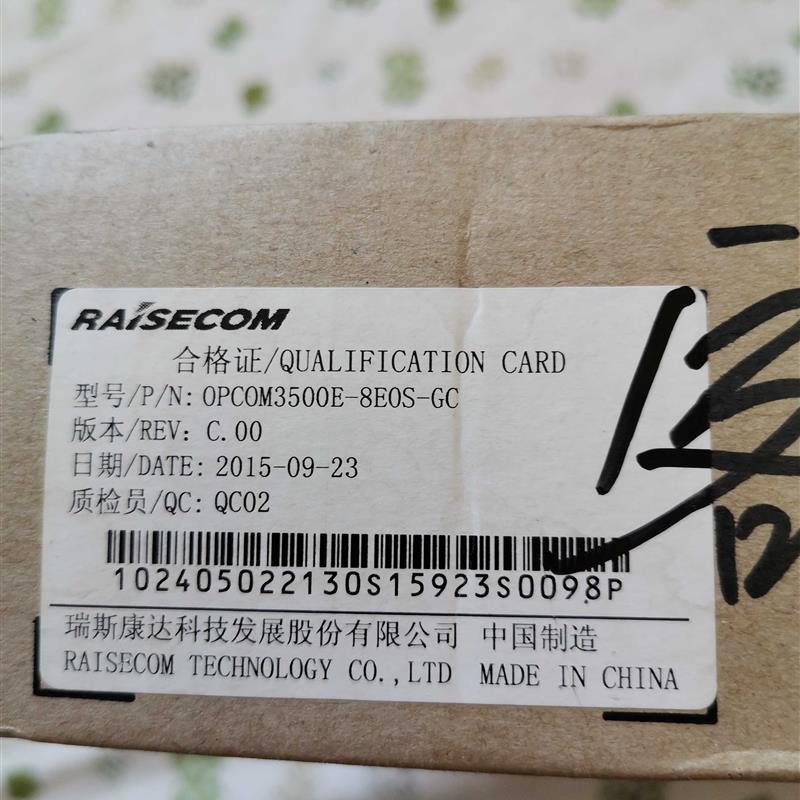 RAISECOM
合格证/QUALIFICATION CARD
型号/P/N: OPCOM3500E-8E0S-GC
版本/REV: C.00
日期/DATE: 2015-09-23
质检员/QC: QC02
102405022130S15923S0098P
瑞斯康达科技发展股份有限公司 中国制造
RAISECOM TECHNOLOGY CO.,LTD MADE IN CHINA